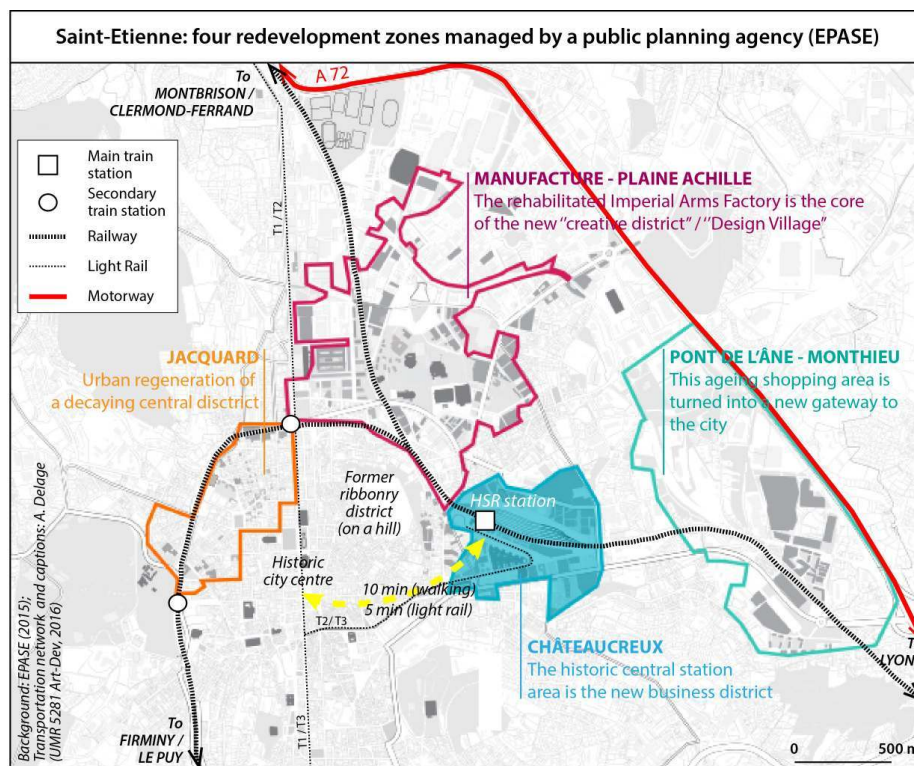 Saint-Etienne: four redevelopment zones managed by a public planning agency (EPASE)
To
MONTBRISON /
CLERMOND-FERRAND
A 72
Main train
station
Secondary
train station
Railway
Light Rail
Motorway
T1 / T2
MANUFACTURE - PLAINE ACHILLE
The rehabilitated Imperial Arms Factory is the core
of the new "creative district" / "Design Village"
JACQUARD
Urban regeneration of
a decaying central disctrict
PONT DE L'ÂNE - MONTHIEU
This ageing shopping area is
turned into a new gateway to
the city
Former
ribbonry
district
(on a hill)
HSR station
Historic
city centre
10 min (walking)
5 min (light rail)
T2/ T3
T1 / T3
CHÂTEAUCREUX
The historic central station
area is the new business district
LYON
To
FIRMINY /
LE PUY
Background: EPASE (2015);
Transportation network and captions: A. Delage
(UMR 5281 Art-Dev, 2016)
0 500 m